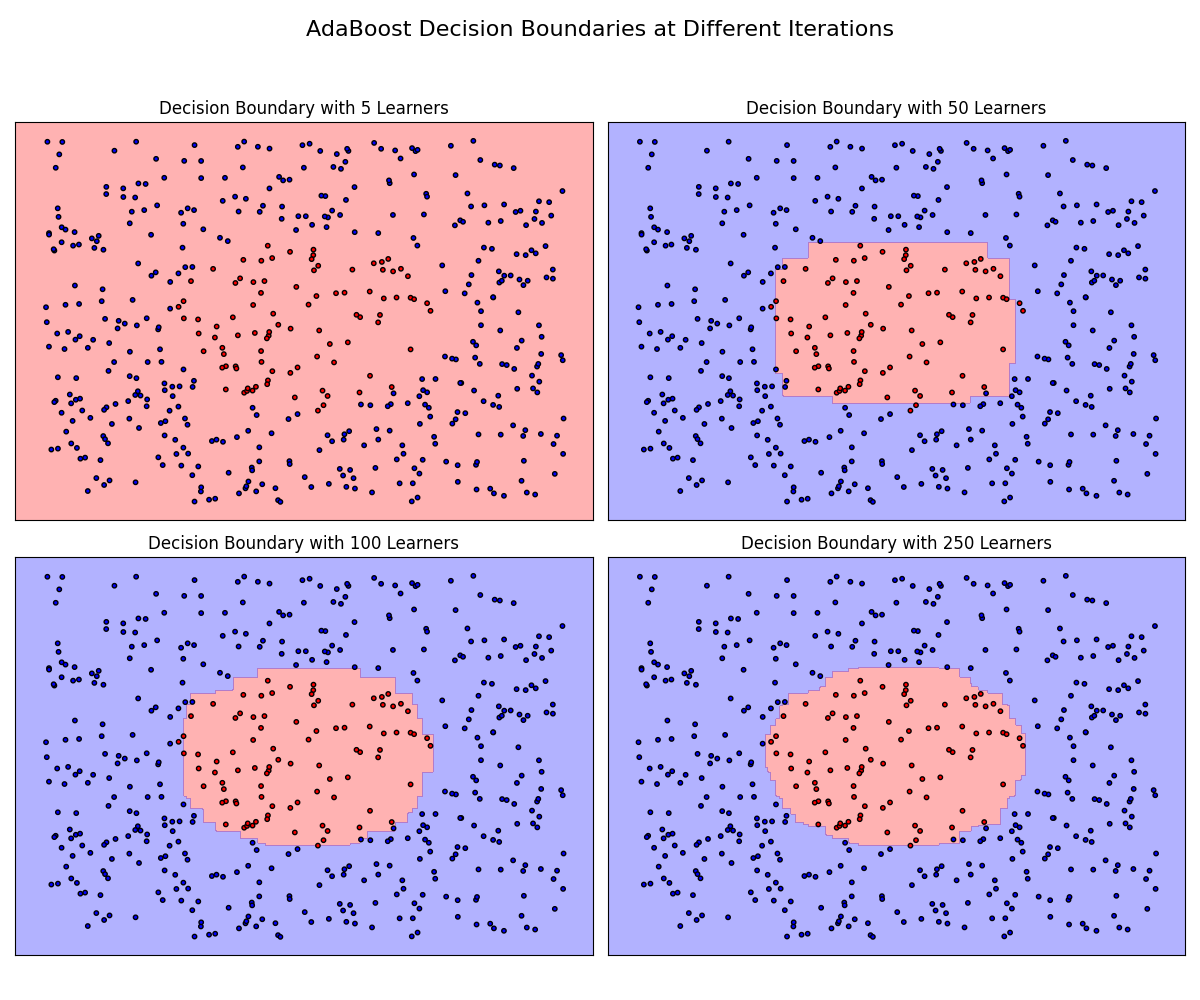 AdaBoost Decision Boundaries at Different Iterations
Decision Boundary with 5 Learners
Decision Boundary with 50 Learners
Decision Boundary with 100 Learners
Decision Boundary with 250 Learners